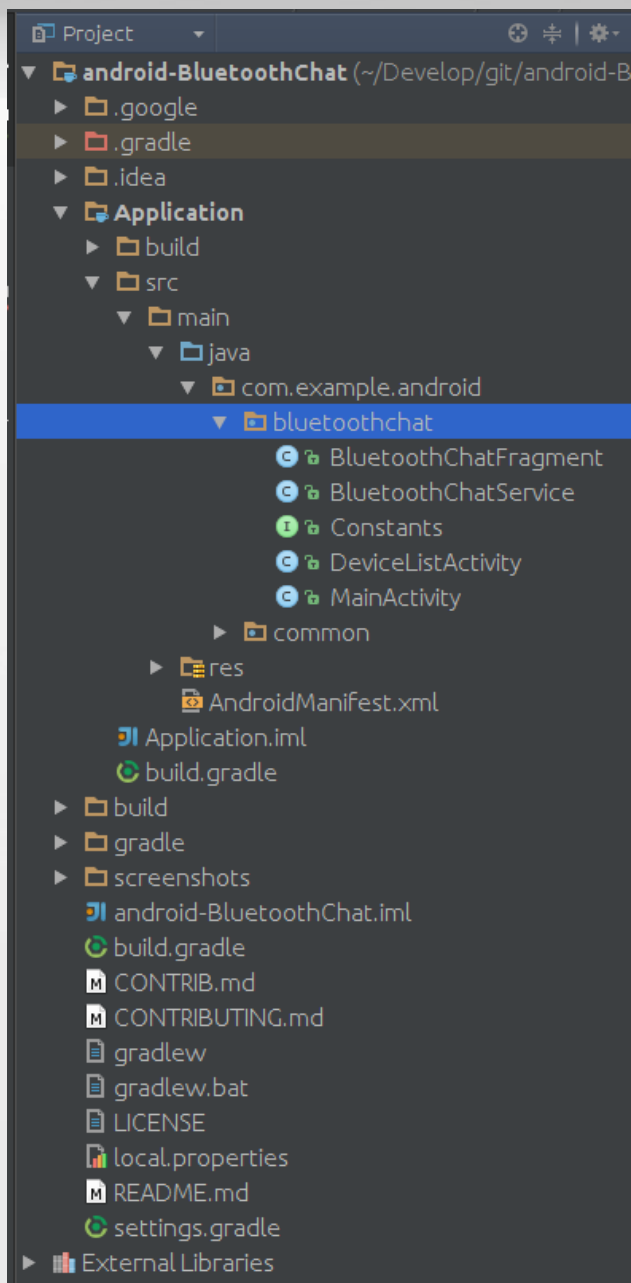 Project
android-BluetoothChat (~/Develop/git/android-B
.google
.gradle
.idea
Application
build
src
main
java
com.example.android
bluetoothchat
BluetoothChatFragment
BluetoothChatService
Constants
DeviceListActivity
MainActivity
common
res
AndroidManifest.xml
Application.iml
build.gradle
build
gradle
screenshots
android-BluetoothChat.iml
build.gradle
CONTRIB.md
CONTRIBUTING.md
gradlew
gradlew.bat
LICENSE
local.properties
README.md
settings.gradle
External Libraries